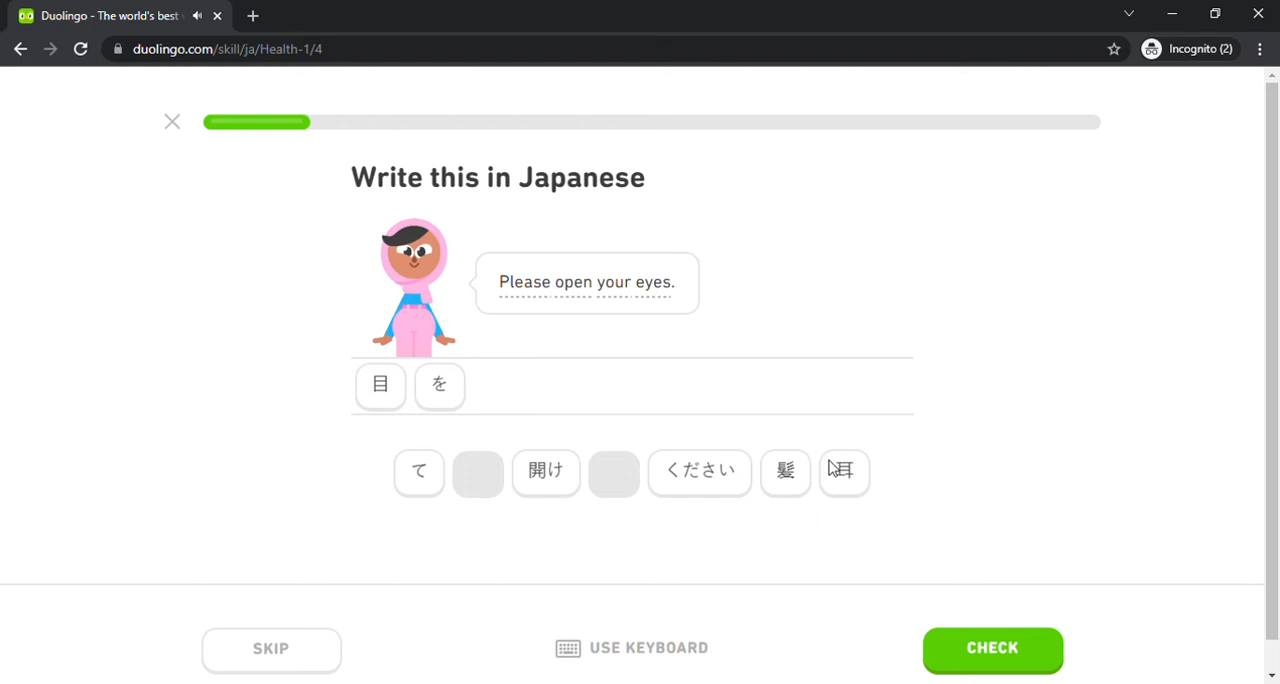 Duolingo - The world's best
duolingo.com/skill/ja/Health-1/4
Incognito (2)
Write this in Japanese
Please open your eyes.
目 を
て 開け ください 髪 耳
SKIP
USE KEYBOARD
CHECK